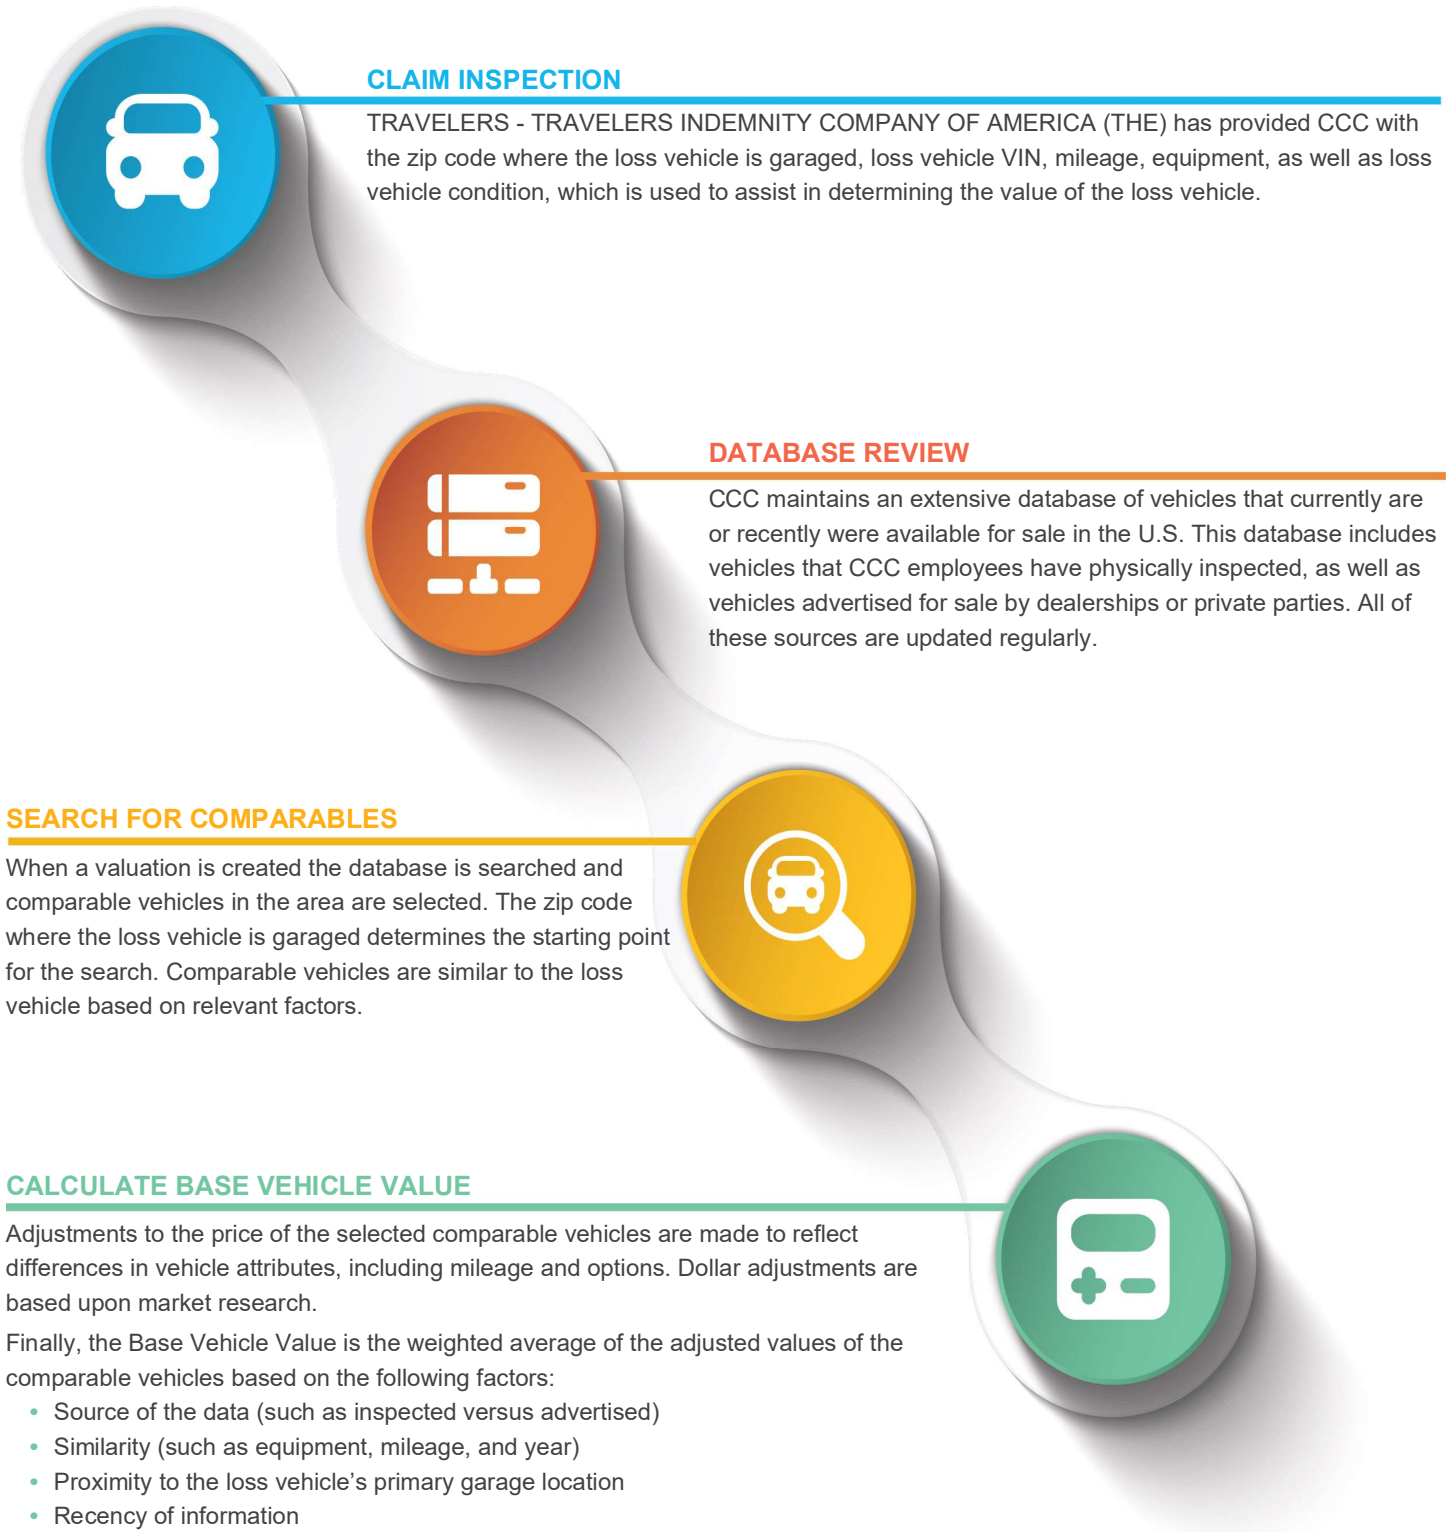 CLAIM INSPECTION
TRAVELERS - TRAVELERS INDEMNITY COMPANY OF AMERICA (THE) has provided CCC with
the zip code where the loss vehicle is garaged, loss vehicle VIN, mileage, equipment, as well as loss
vehicle condition, which is used to assist in determining the value of the loss vehicle.
DATABASE REVIEW
CCC maintains an extensive database of vehicles that currently are
or recently were available for sale in the U.S. This database includes
vehicles that CCC employees have physically inspected, as well as
vehicles advertised for sale by dealerships or private parties. All of
these sources are updated regularly.
SEARCH FOR COMPARABLES
When a valuation is created the database is searched and
comparable vehicles in the area are selected. The zip code
where the loss vehicle is garaged determines the starting point
for the search. Comparable vehicles are similar to the loss
vehicle based on relevant factors.
CALCULATE BASE VEHICLE VALUE
Adjustments to the price of the selected comparable vehicles are made to reflect
differences in vehicle attributes, including mileage and options. Dollar adjustments are
based upon market research.
Finally, the Base Vehicle Value is the weighted average of the adjusted values of the
comparable vehicles based on the following factors:
• Source of the data (such as inspected versus advertised)
• Similarity (such as equipment, mileage, and year)
• Proximity to the loss vehicle's primary garage location
• Recency of information